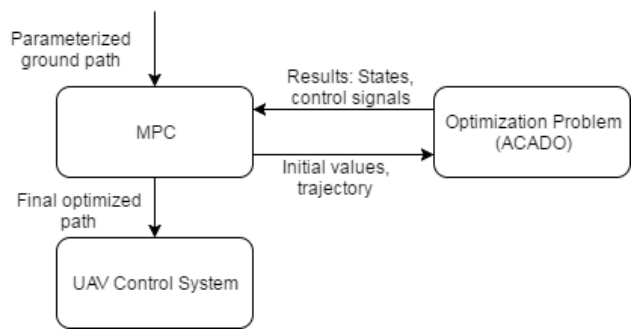 Parameterized
ground path
Results: States,
control signals
MPC
Optimization Problem
(ACADO)
Initial values,
trajectory
Final optimized
path
UAV Control System